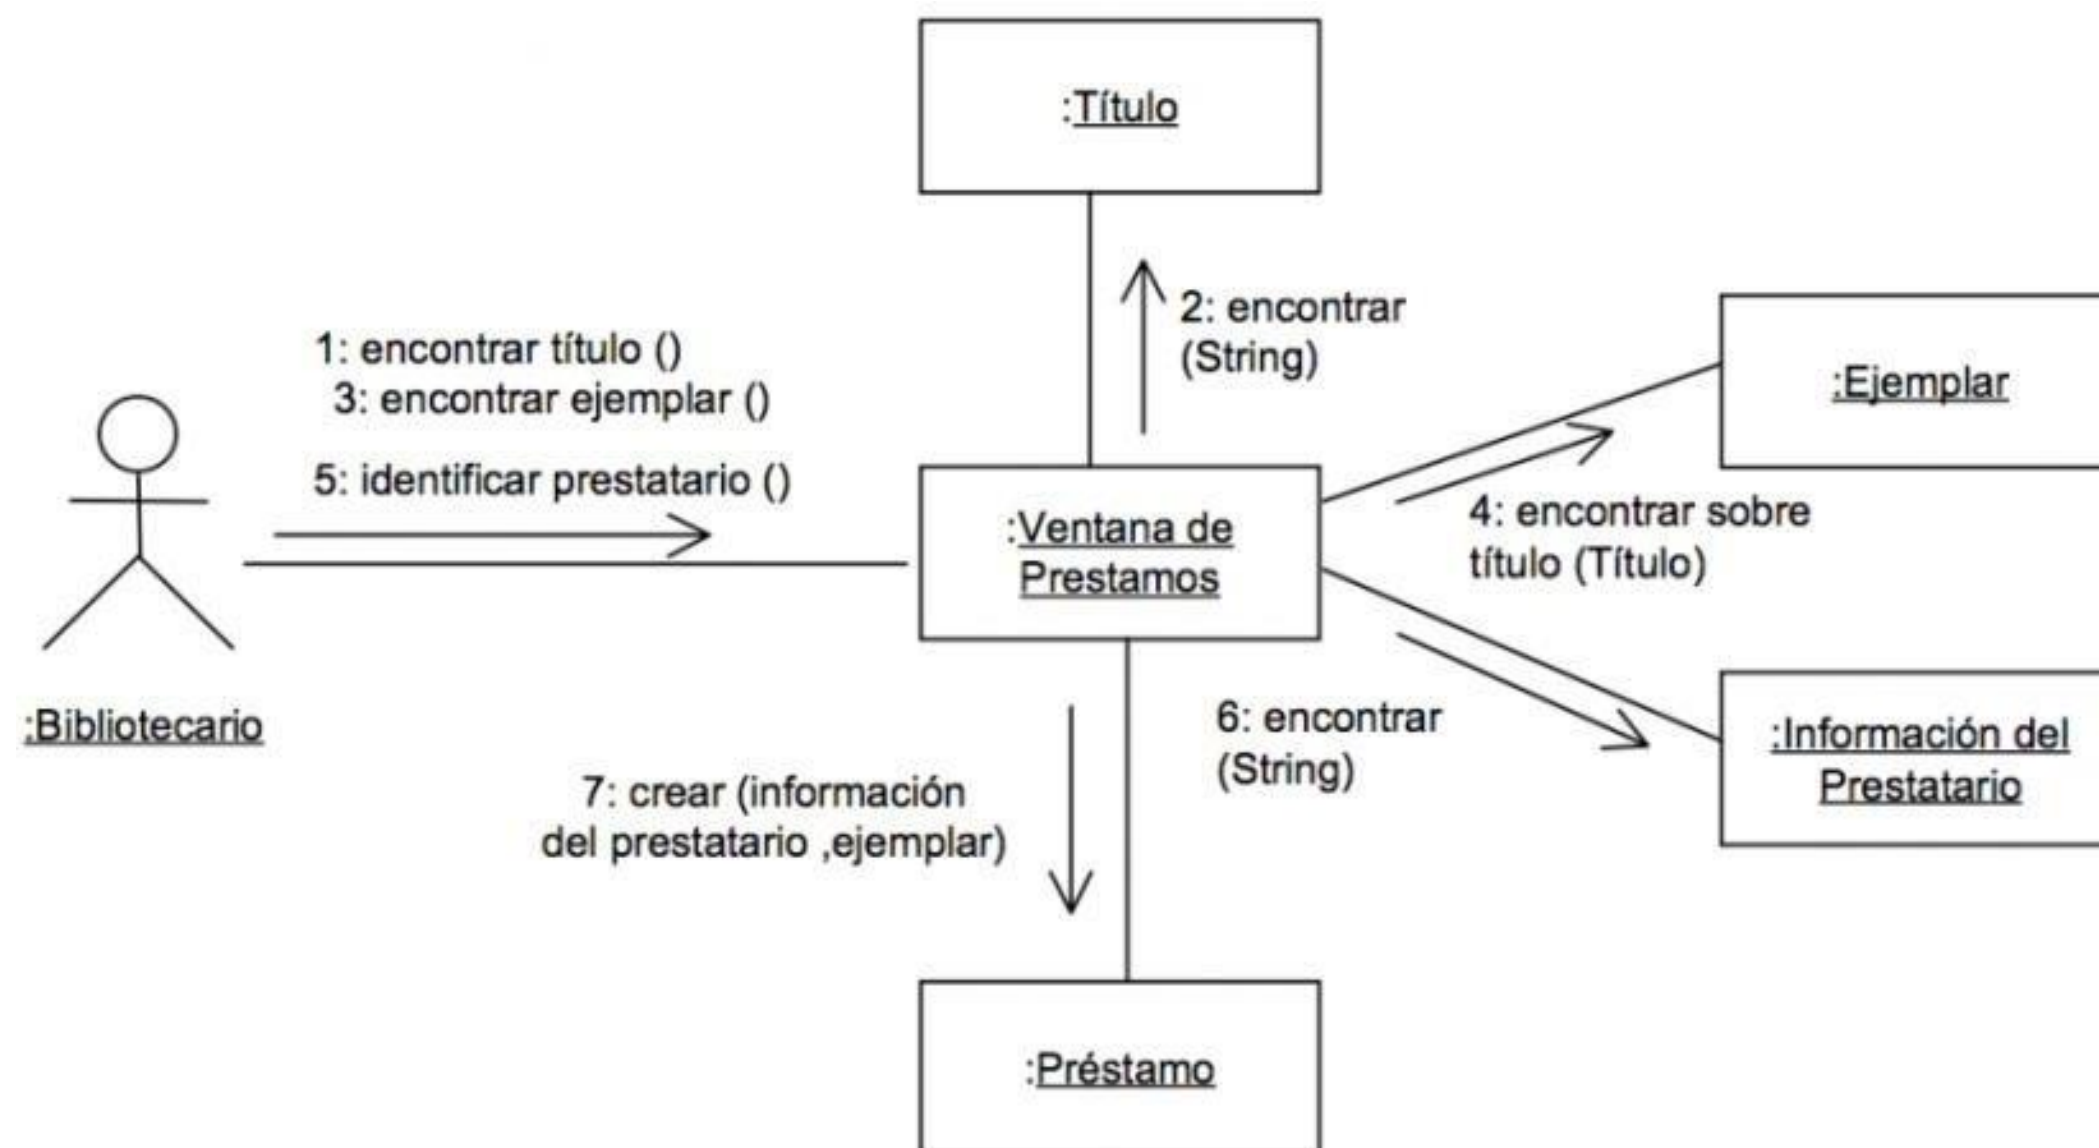 :Título
2: encontrar
(String)
1: encontrar título ()
3: encontrar ejemplar ()
5: identificar prestatario ()
:Ejemplar
:Ventana de
Prestamos
4: encontrar sobre
título (Título)
:Bibliotecario
6: encontrar
(String)
:Información del
Prestatario
7: crear (información
del prestatario ,ejemplar)
:Préstamo